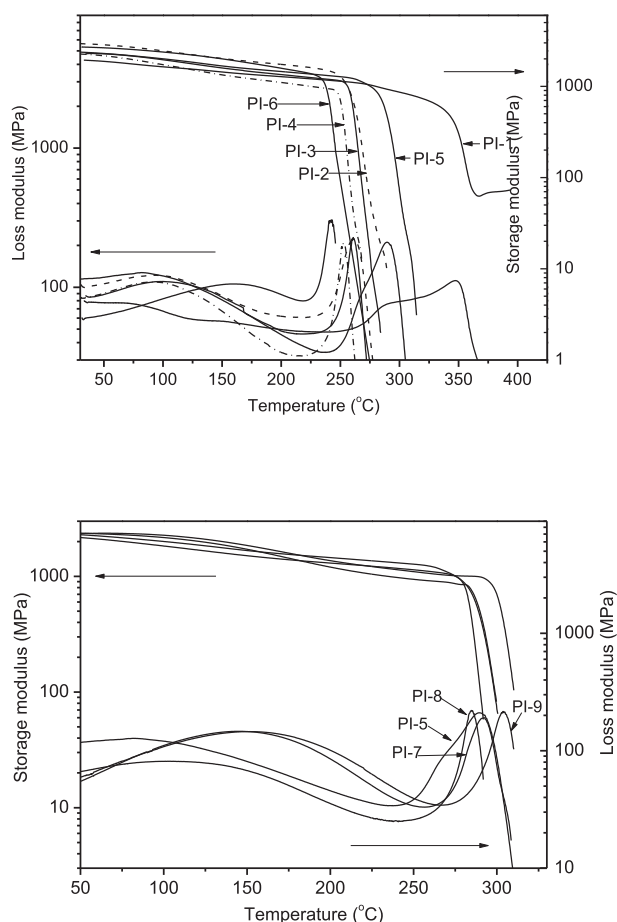 Loss modulus (MPa)
1000
100
PI-6
PI-4
PI-3
PI-2
PI-5
PI-1
1000
100
10
1
Storage modulus (MPa)
50 100 150 200 250 300 350 400
Temperature (°C)
Storage modulus (MPa)
1000
100
10
PI-8
PI-5
PI-7
PI-9
1000
100
10
Loss modulus (MPa)
50 100 150 200 250 300
Temperature (°C)